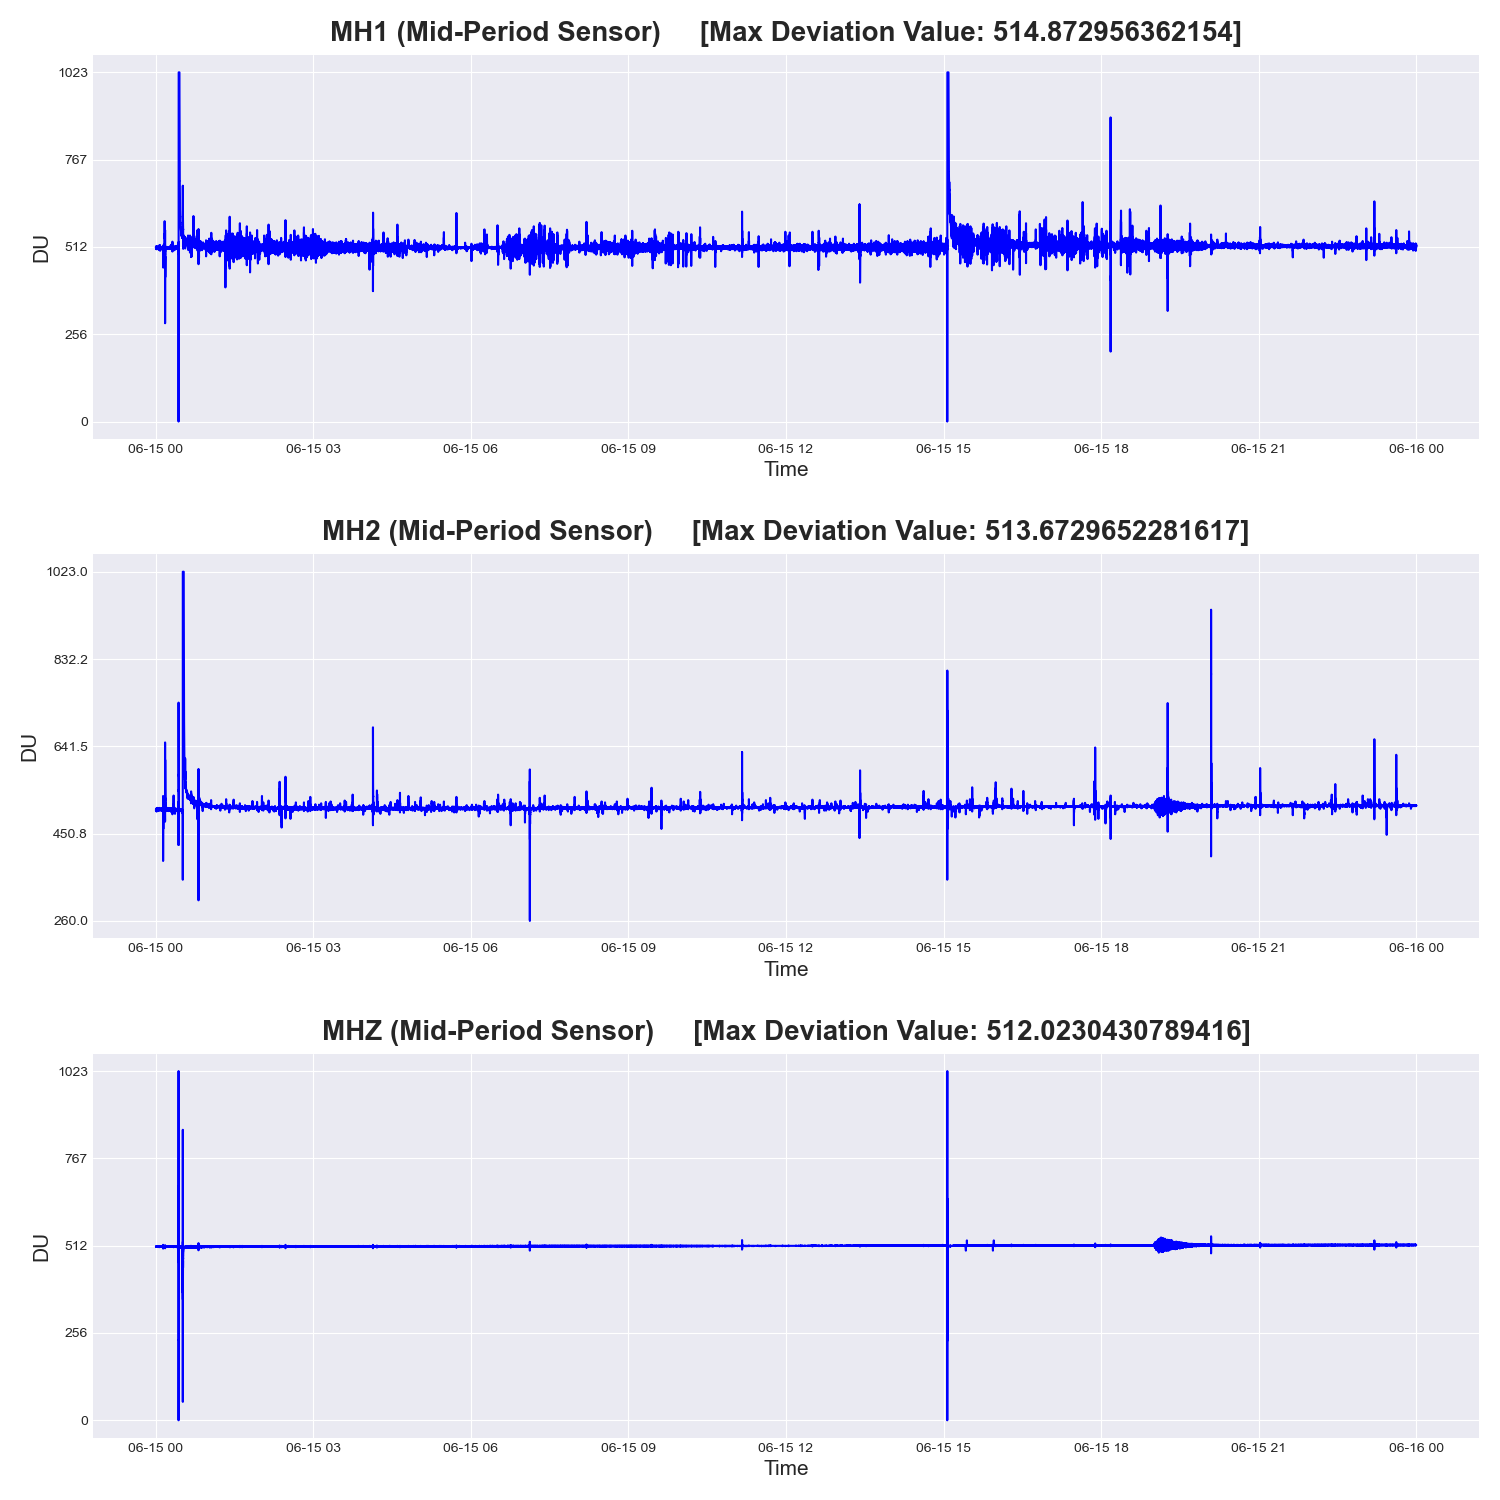 MH1 (Mid-Period Sensor) [Max Deviation Value: 514.872956362154]
1023
767
512
256
0
DU
06-15 00 06-15 03 06-15 06 06-15 09 06-15 12 06-15 15 06-15 18 06-15 21 06-16 00
Time
MH2 (Mid-Period Sensor) [Max Deviation Value: 513.6729652281617]
1023.0
832.2
641.5
450.8
260.0
DU
06-15 00 06-15 03 06-15 06 06-15 09 06-15 12 06-15 15 06-15 18 06-15 21 06-16 00
Time
MHZ (Mid-Period Sensor) [Max Deviation Value: 512.0230430789416]
1023
767
512
256
0
DU
06-15 00 06-15 03 06-15 06 06-15 09 06-15 12 06-15 15 06-15 18 06-15 21 06-16 00
Time